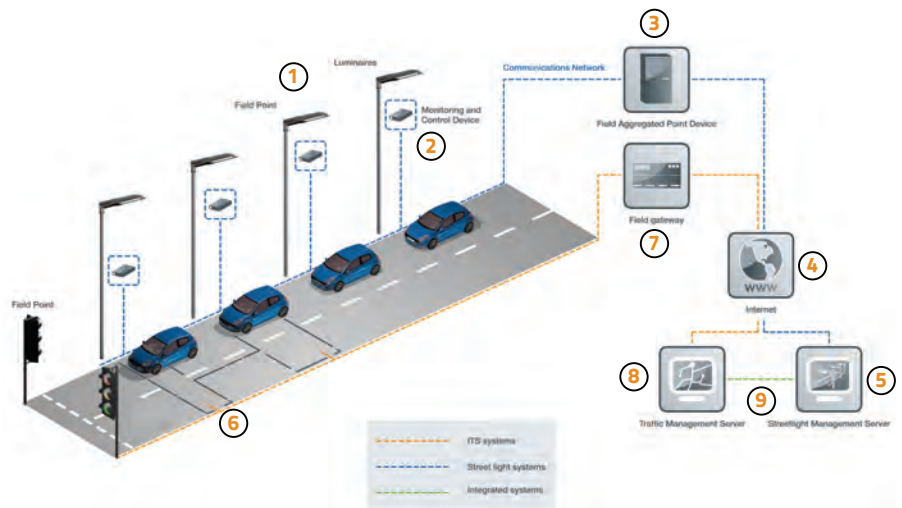 3
Luminaires
1
Communications Network
Field Point
Monitoring and
Control Device
2
Field Aggregated Point Device
Field gateway
7
4
WWW
Internet
Field Point
8
5
9
6
Traffic Management Server
Streetlight Management Server
ITS systems
Street light systems
Integrated systems